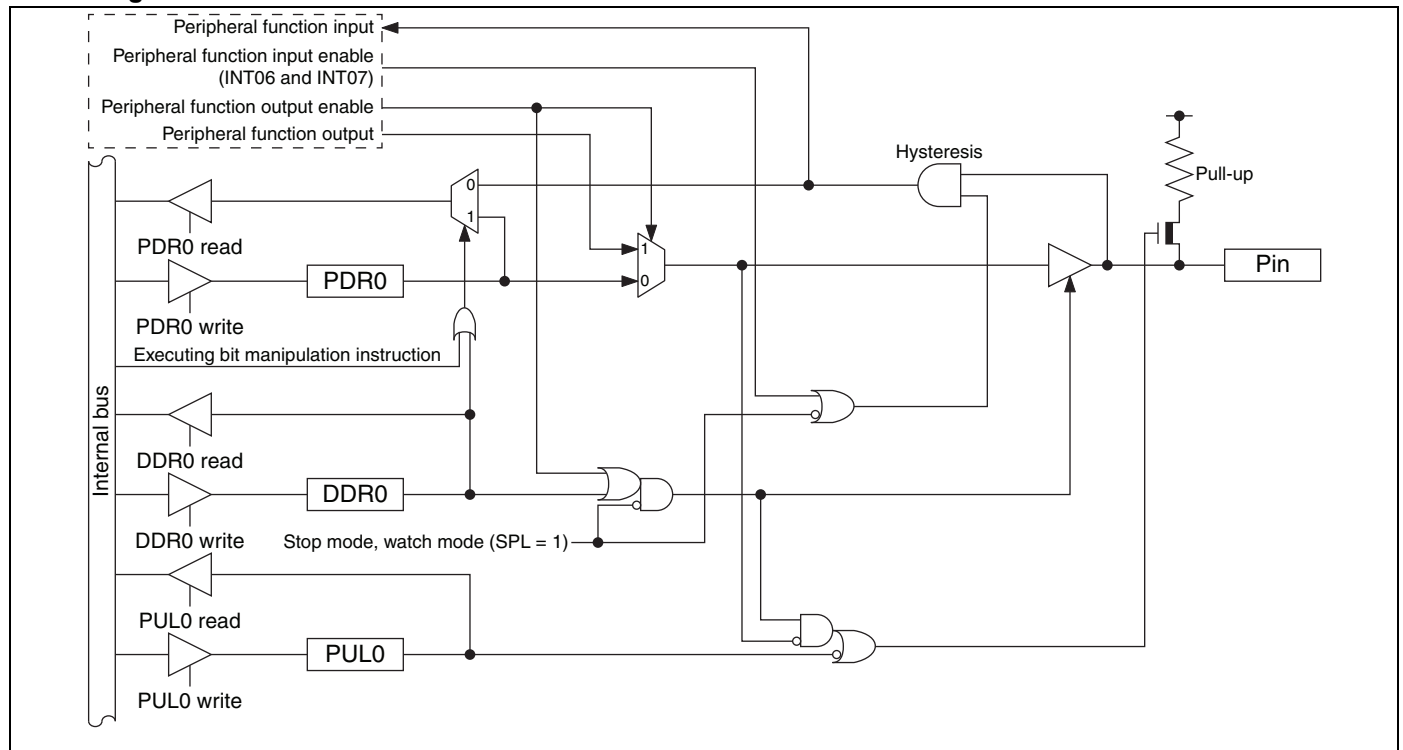 Peripheral function input
Peripheral function input enable
(INT06 and INT07)
Peripheral function output enable
Peripheral function output
Hysteresis
Pull-up
0
1
PDR0 read
1
0
Pin
PDR0
PDR0 write
Executing bit manipulation instruction
Internal bus
DDR0 read
DDR0
DDR0 write
Stop mode, watch mode (SPL = 1)
PUL0 read
PUL0
PUL0 write